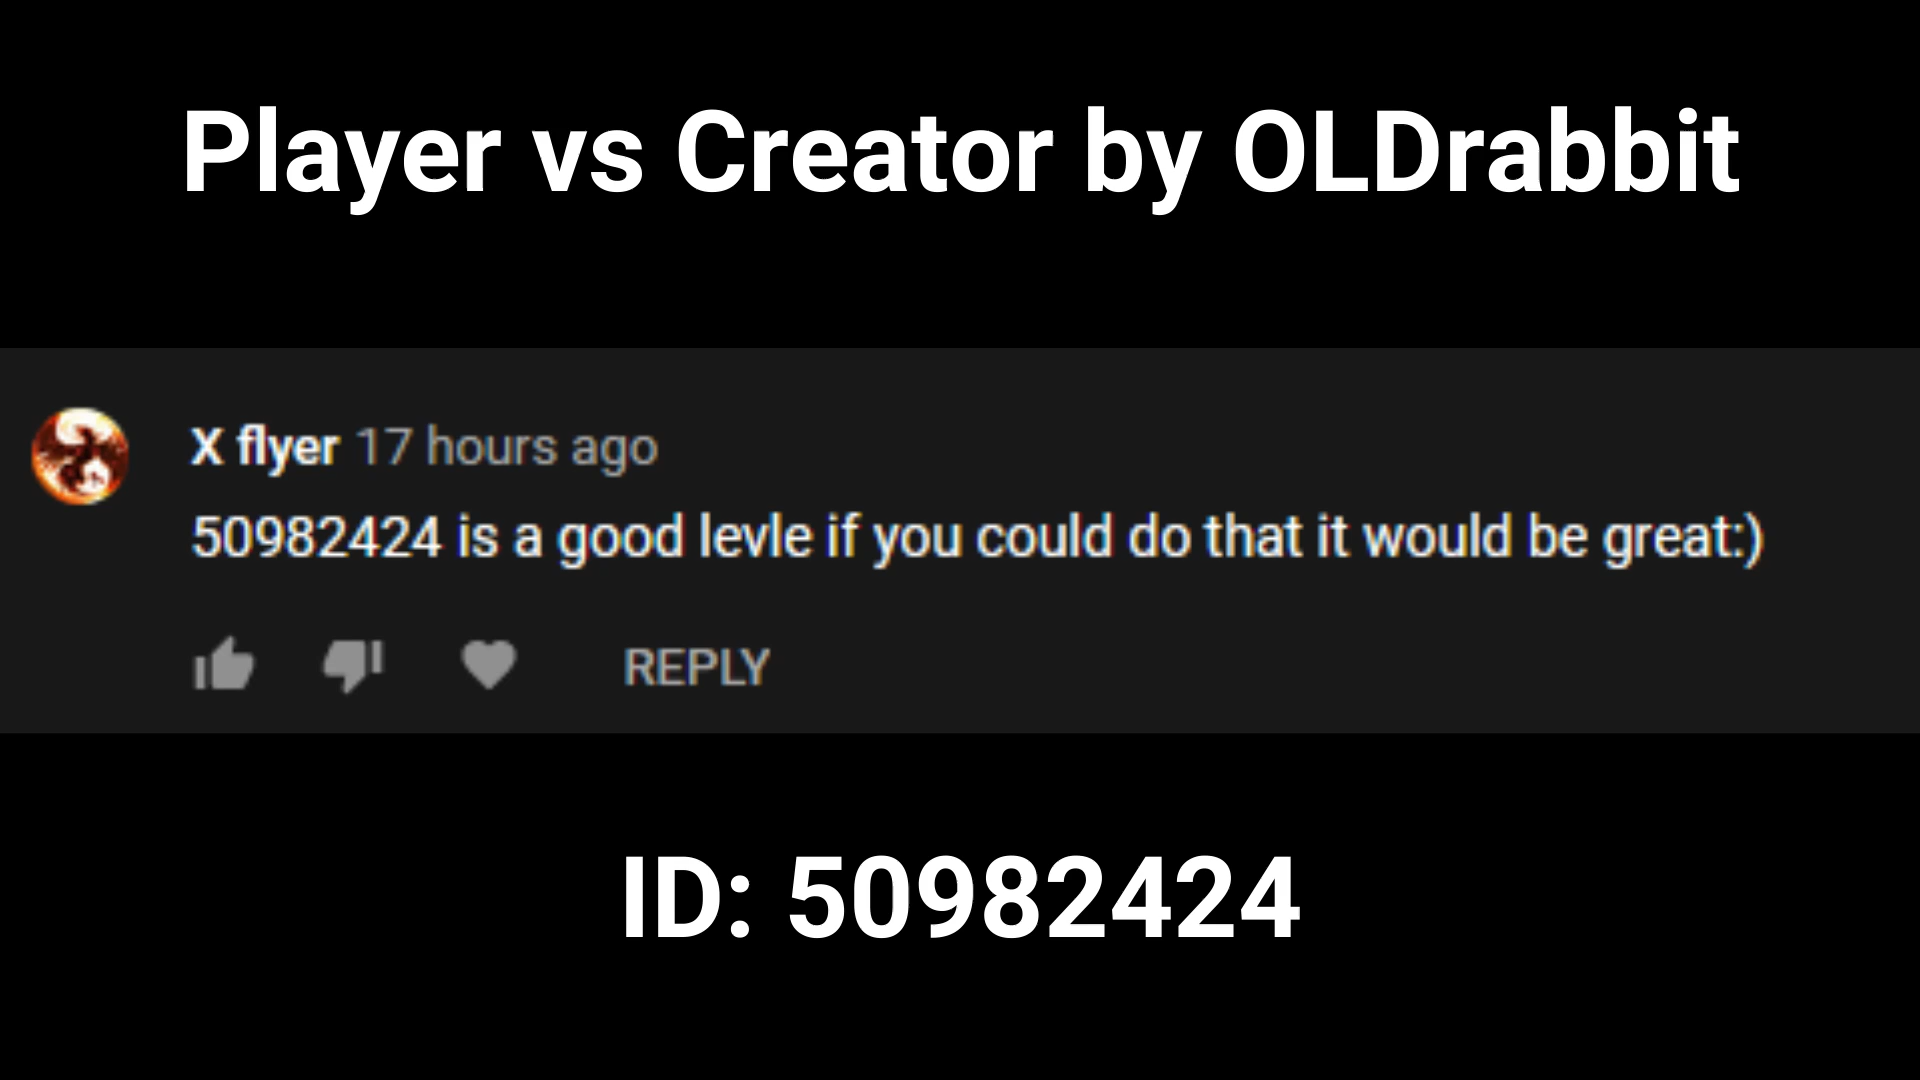 Player vs Creator by OLDrabbit
X flyer 17 hours ago
50982424 is a good levle if you could do that it would be great:)
REPLY
ID: 50982424